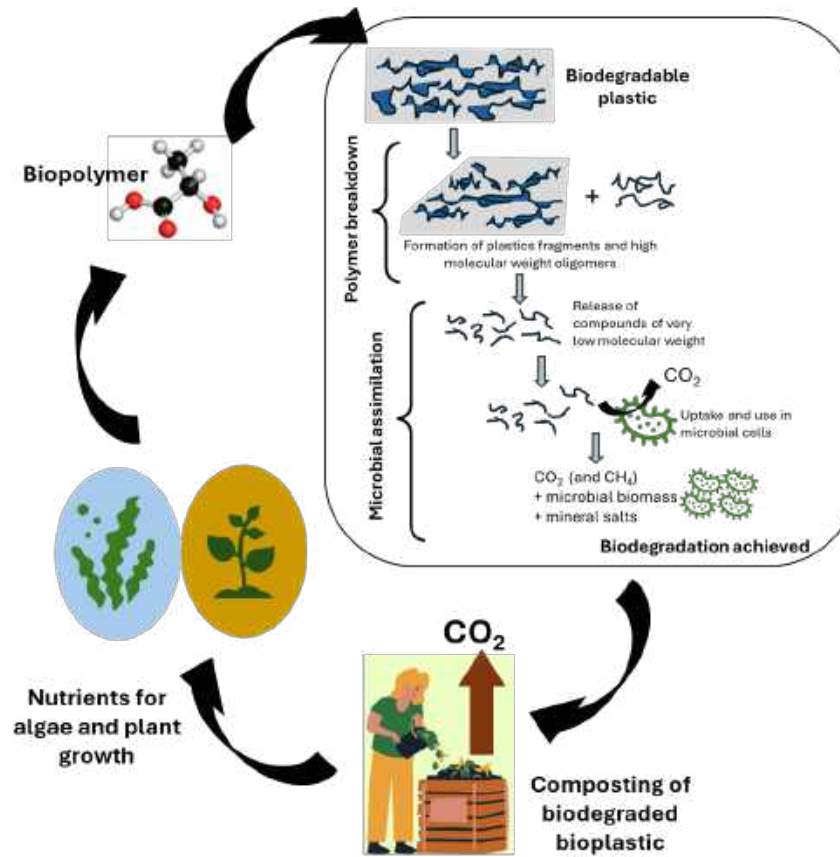 Biodegradable
plastic
Biopolymer
Polymer breakdown
+
Formation of plastics fragments and high
molecular weight oligomers
Release of
compounds of very
low molecular weight
Microbial assimilation
CO₂
Uptake and use in
microbial cells
CO₂ (and CH₄)
+ microbial biomass
+ mineral salts
Biodegradation achieved
CO₂
Nutrients for
algae and plant
growth
Composting of
biodegraded
bioplastic